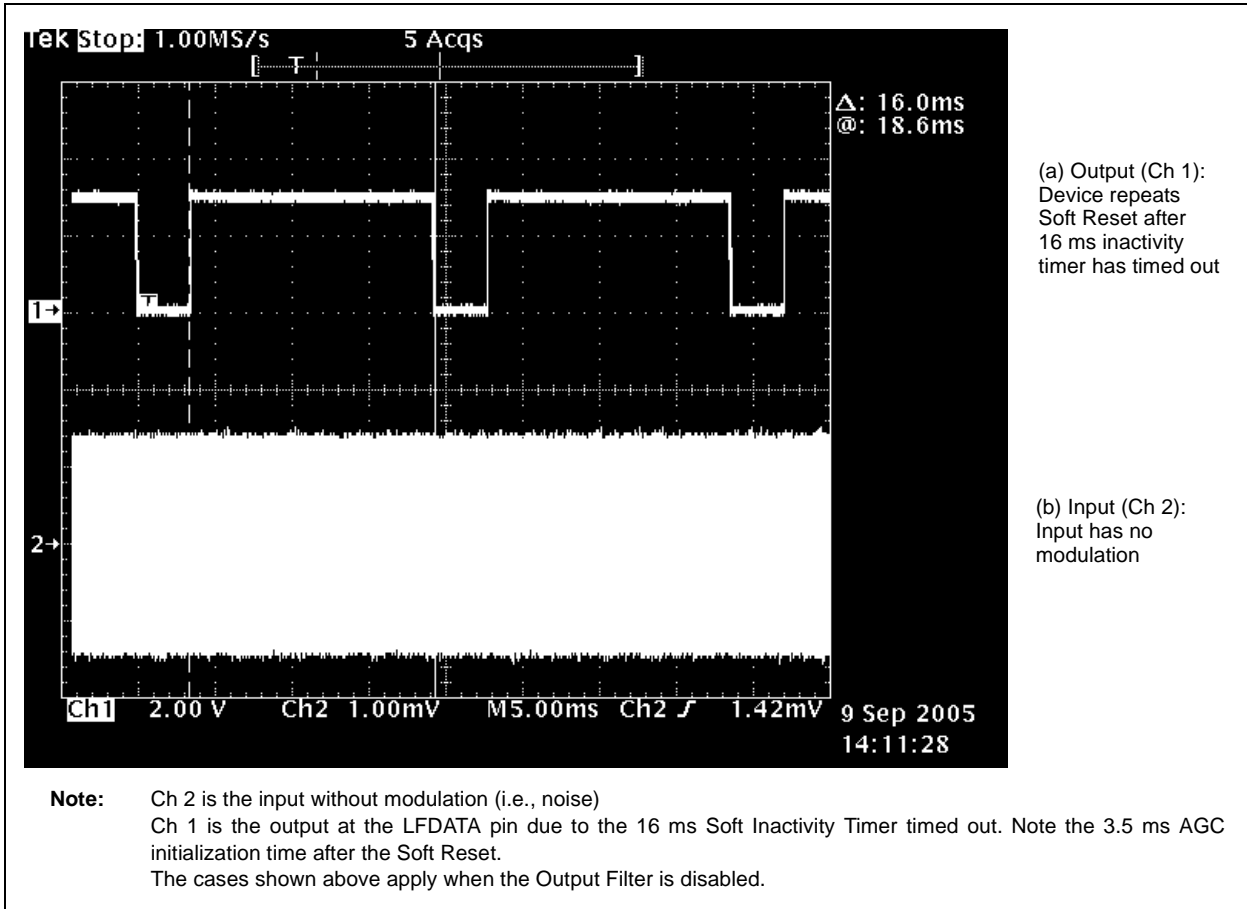 Tek Stop: 1.00MS/s 5 Acqs
[ T ]
Δ: 16.0ms
@: 18.6ms
(a) Output (Ch 1):
Device repeats
Soft Reset after
16 ms inactivity
timer has timed out
T
1→
(b) Input (Ch 2):
Input has no
modulation
2→
Ch1 2.00 V Ch2 1.00mV M5.00ms Ch2 ƒ 1.42mV
9 Sep 2005
14:11:28
Note: Ch 2 is the input without modulation (i.e., noise)
Ch 1 is the output at the LFDATA pin due to the 16 ms Soft Inactivity Timer timed out. Note the 3.5 ms AGC
initialization time after the Soft Reset.
The cases shown above apply when the Output Filter is disabled.